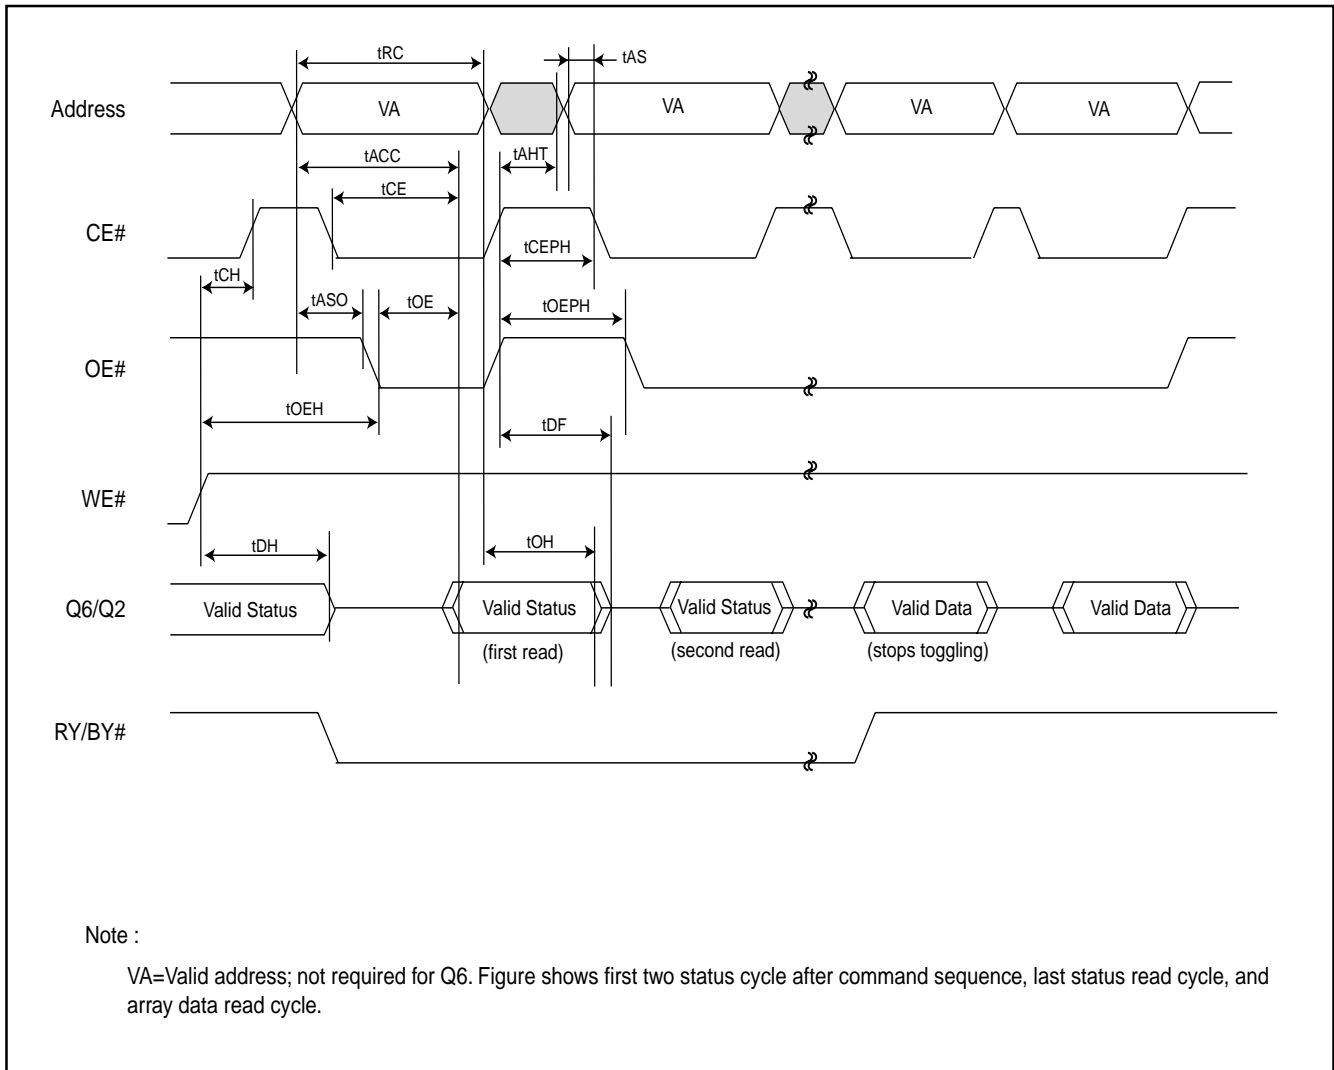 tRC
tAS
Address
VA
VA
VA
VA
tACC
tAHT
tCE
CE#
tCEPH
tCH
tASO
tOE
tOEPH
OE#
tOEH
tDF
WE#
tDH
tOH
Q6/Q2
Valid Status
Valid Status
Valid Status
Valid Data
Valid Data
(first read)
(second read)
(stops toggling)
RY/BY#
Note :
VA=Valid address; not required for Q6. Figure shows first two status cycle after command sequence, last status read cycle, and
array data read cycle.